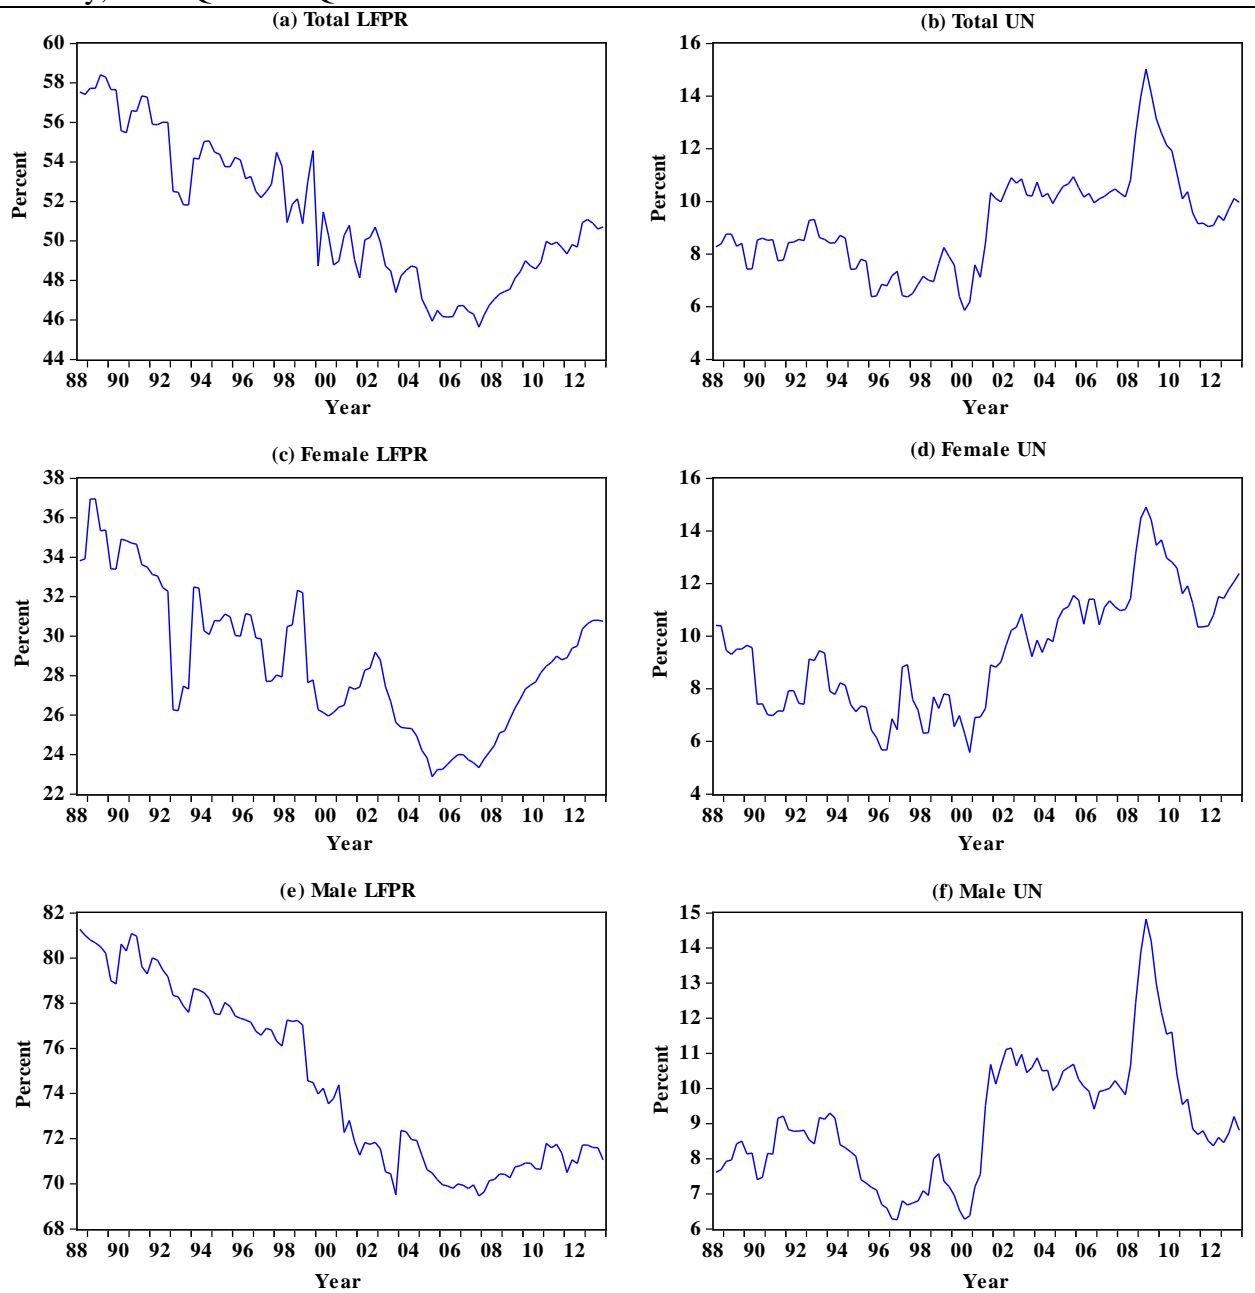 (a) Total LFPR
Percent
60
58
56
54
52
50
48
46
44
88 90 92 94 96 98 00 02 04 06 08 10 12
Year
(b) Total UN
Percent
16
14
12
10
8
6
4
88 90 92 94 96 98 00 02 04 06 08 10 12
Year
(c) Female LFPR
Percent
38
36
34
32
30
28
26
24
22
88 90 92 94 96 98 00 02 04 06 08 10 12
Year
(d) Female UN
Percent
16
14
12
10
8
6
4
88 90 92 94 96 98 00 02 04 06 08 10 12
Year
(e) Male LFPR
Percent
82
80
78
76
74
72
70
68
88 90 92 94 96 98 00 02 04 06 08 10 12
Year
(f) Male UN
Percent
15
14
13
12
11
10
9
8
7
6
88 90 92 94 96 98 00 02 04 06 08 10 12
Year